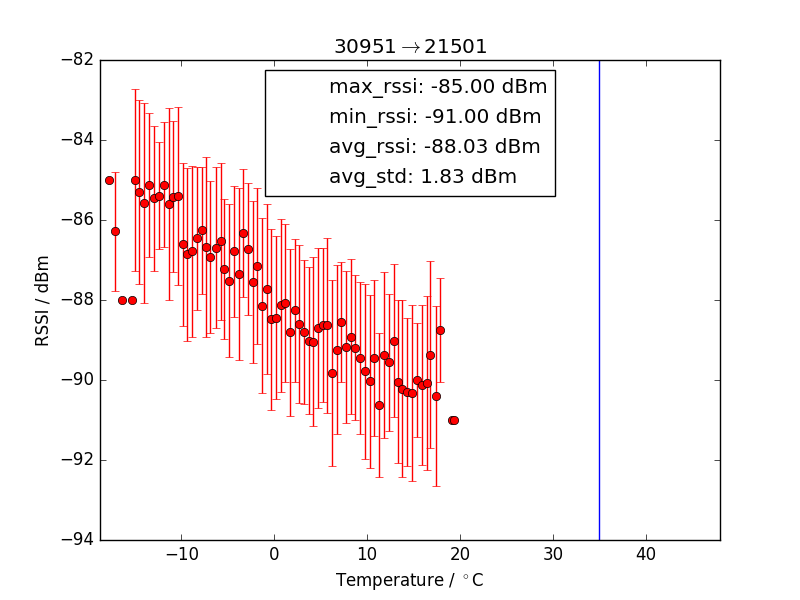 30951→21501
max_rssi: -85.00 dBm
min_rssi: -91.00 dBm
avg_rssi: -88.03 dBm
avg_std: 1.83 dBm
RSSI / dBm
−82
−84
−86
−88
−90
−92
−94
−10 0 10 20 30 40
Temperature / °C